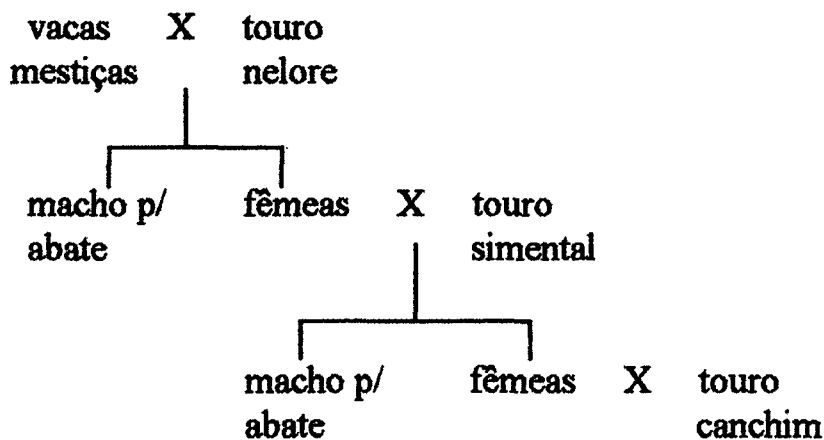 vacas X touro
mestiças nelore
macho p/ fêmeas X touro
abate simental
macho p/ fêmeas X touro
abate canchim